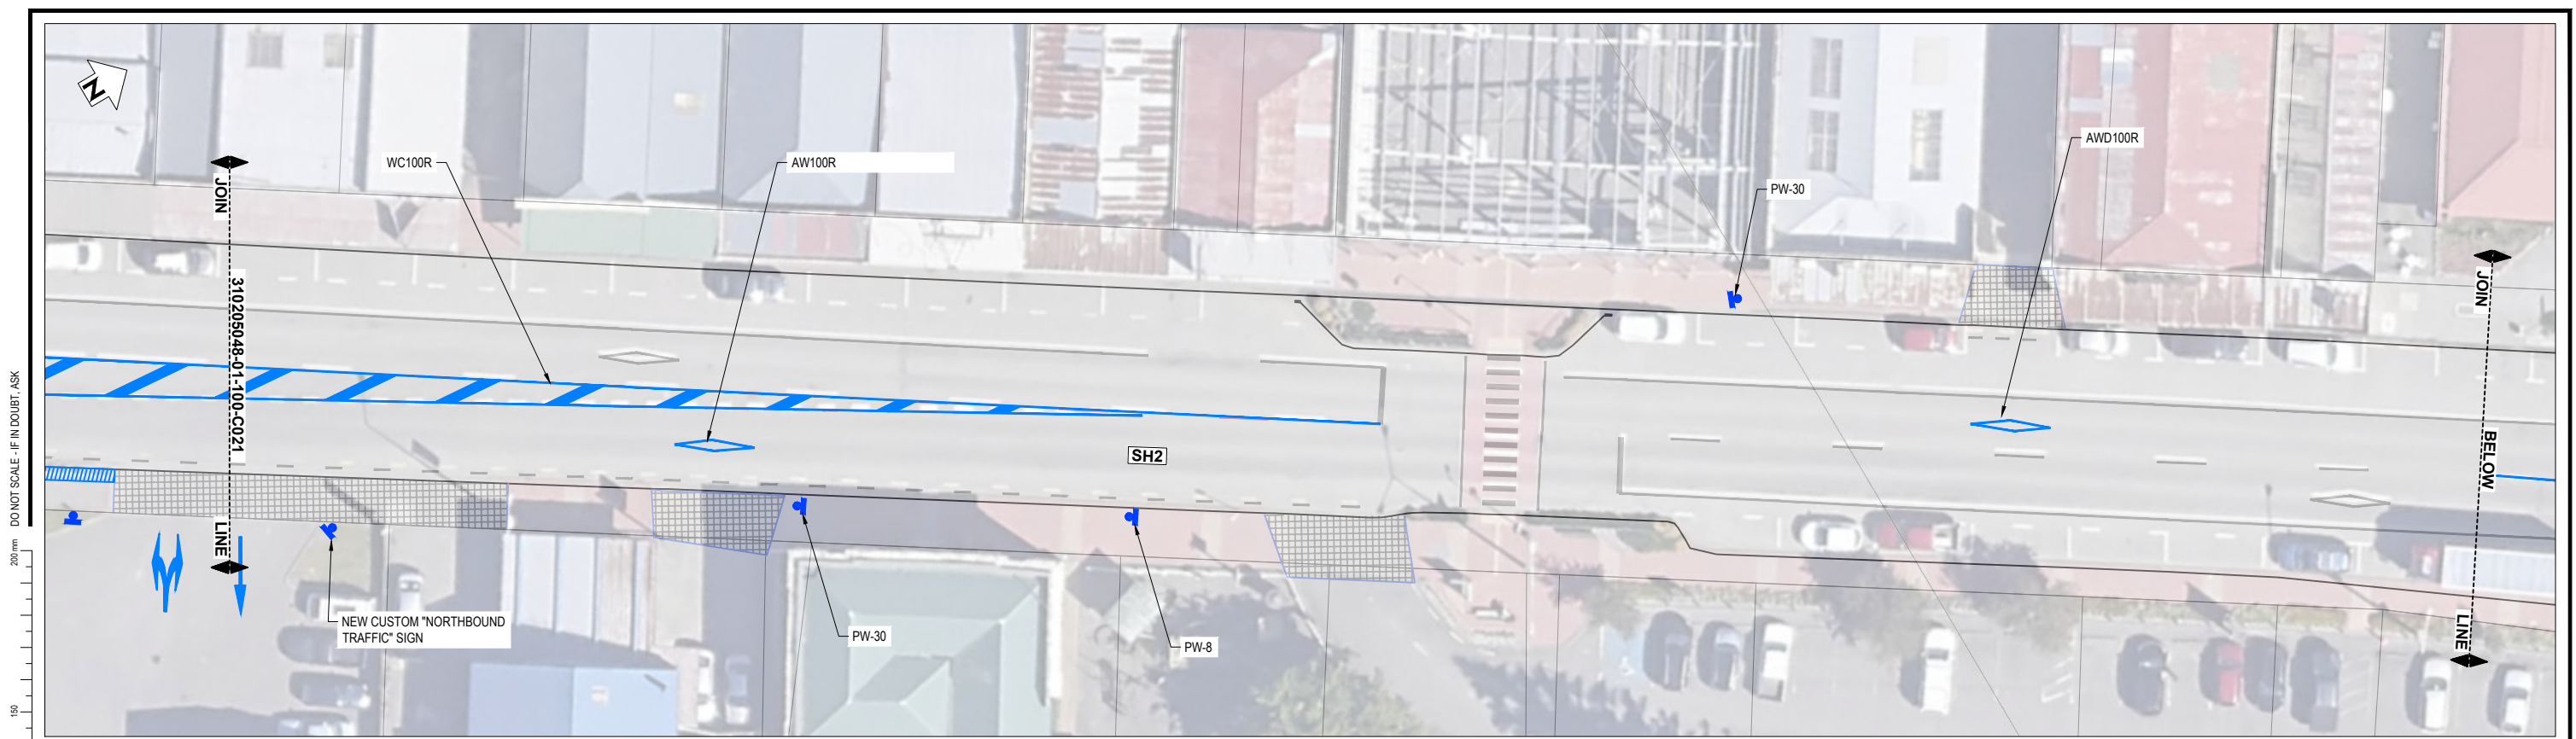 N
WC100R
AW100R
AWD100R
PW-30
JOIN
310205048-01-100-C021
LINE
JOIN
BELOW
LINE
SH2
NEW CUSTOM "NORTHBOUND
TRAFFIC" SIGN
PW-30
PW-8
DO NOT SCALE - IF IN DOUBT, ASK
200 mm
150